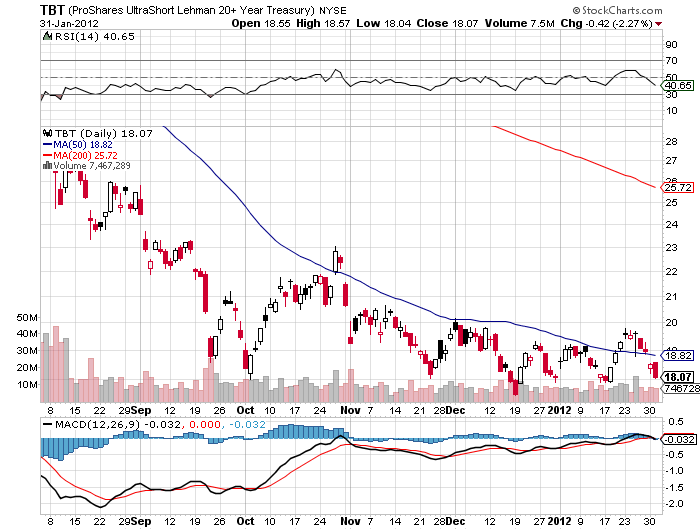 TBT (ProShares UltraShort Lehman 20+ Year Treasury) NYSE © StockCharts.com
31-Jan-2012 Open 18.55 High 18.57 Low 18.04 Close 18.07 Volume 7.5M Chg -0.42 (-2.27%)
RSI(14) 40.65
90
70
50
40.65
30
10
TBT (Daily) 18.07
MA(50) 18.82
MA(200) 25.72
Volume 7,467,289
28
27
26
25.72
25
24
23
22
21
20
19
18.82
18.07
7467289
50M
40M
30M
20M
10M
8 15 22 29 Sep 12 19 26 Oct 10 17 24 Nov 7 14 21 28 Dec 12 19 27 2012 9 17 23 30
MACD(12,26,9) -0.032, 0.000, -0.032
0.5
-0.032
-0.5
-1.0
-1.5
-2.0
8 15 22 29 Sep 12 19 26 Oct 10 17 24 Nov 7 14 21 28 Dec 12 19 27 2012 9 17 23 30